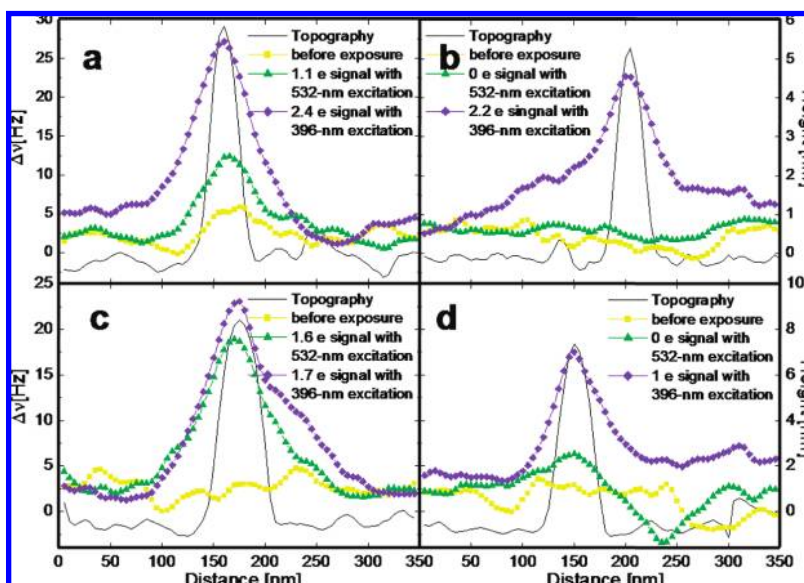 30
25
20
15
10
5
0
Δν[Hz]
a
Topography
before exposure
1.1 e signal with
532-nm excitation
2.4 e signal with
396-nm excitation
b
Topography
before exposure
0 e signal with
532-nm excitation
2.2 e singnal with
396-nm excitation
6
5
4
3
2
1
0
25
20
15
10
5
0
Δν[Hz]
c
Topography
before exposure
1.6 e signal with
532-nm excitation
1.7 e signal with
396-nm excitation
d
Topography
before exposure
0 e signal with
532-nm excitation
1 e signal with
396-nm excitation
10
8
6
4
2
0
0 50 100 150 200 250 300 350 50 100 150 200 250 300 350
Distance [nm] Distance [nm]